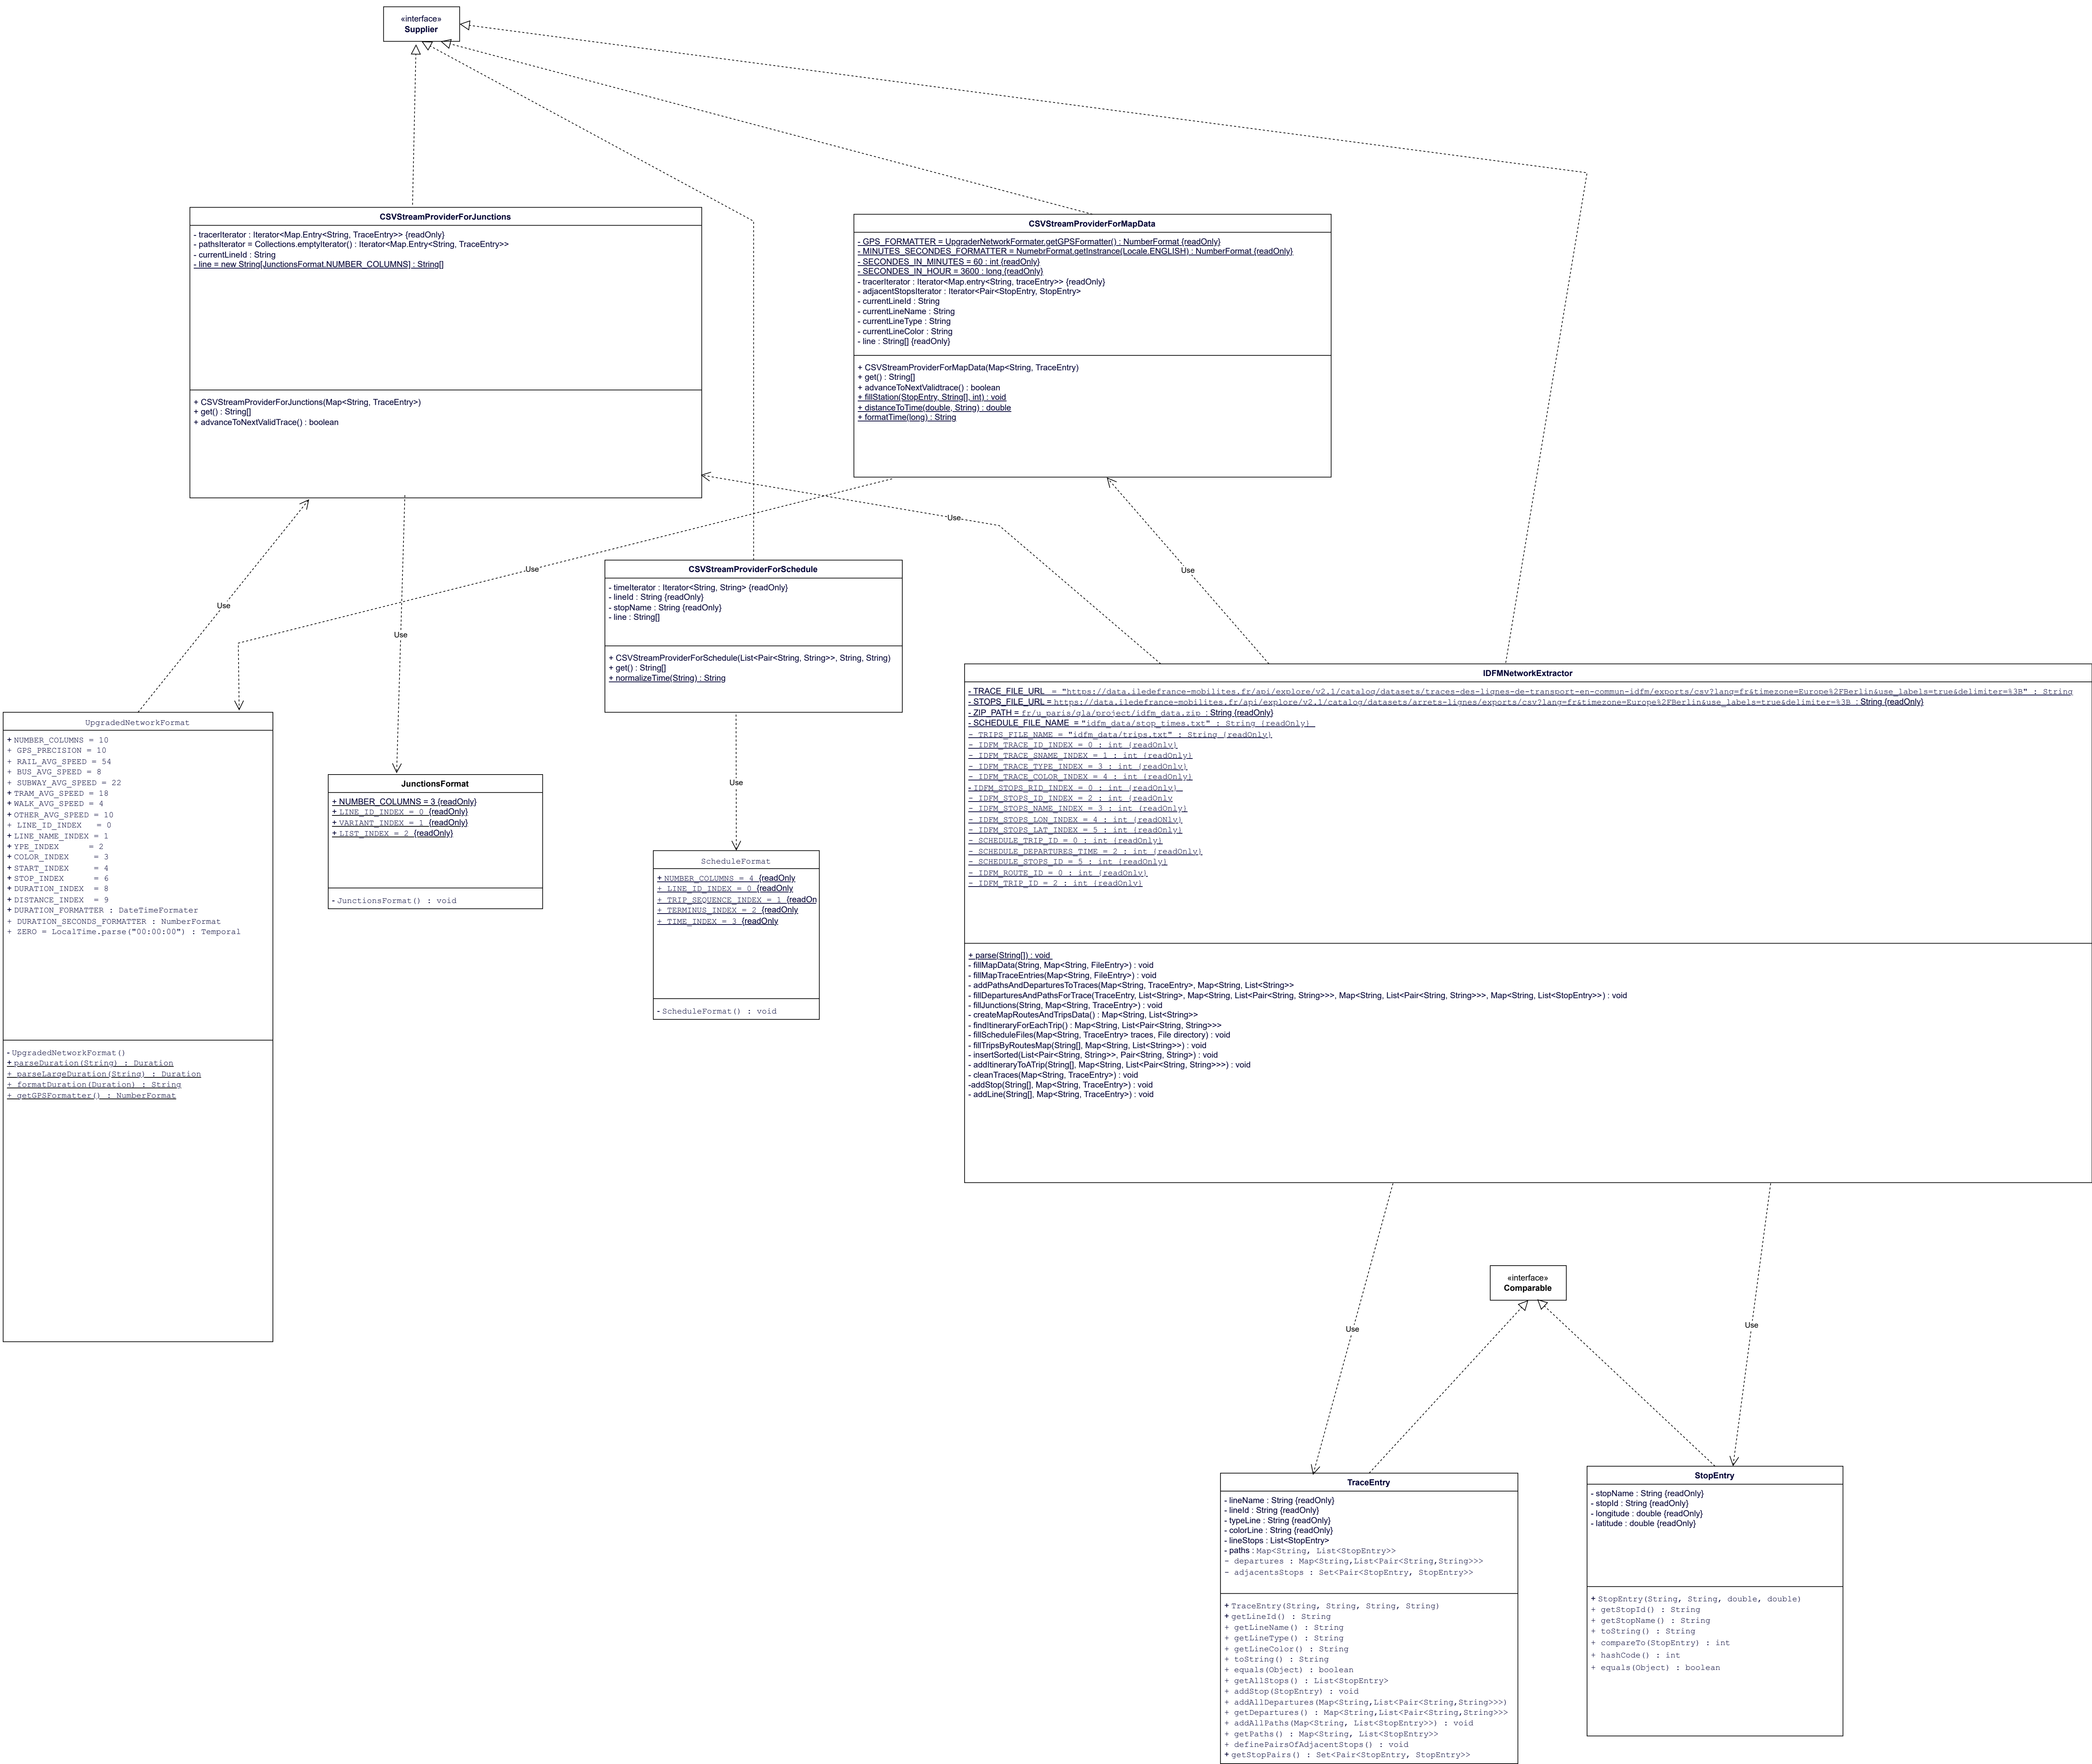 «interface»
Supplier
CSVStreamProviderForJunctions
- tracerIterator : Iterator<Map.Entry<String, TraceEntry>> {readOnly}
- pathsIterator = Collections.emptyIterator() : Iterator<Map.Entry<String, TraceEntry>>
- currentLineId : String
- line = new String[JunctionsFormat.NUMBER_COLUMNS] : String[]
+ CSVStreamProviderForJunctions(Map<String, TraceEntry>)
+ get() : String[]
+ advanceToNextValidTrace() : boolean
CSVStreamProviderForMapData
- GPS_FORMATTER = UpgraderNetworkFormater.getGPSFormatter() : NumberFormat {readOnly}
- MINUTES_SECONDES_FORMATTER = NumebrFormat.getInstrance(Locale.ENGLISH) : NumberFormat {readOnly}
- SECONDES_IN_MINUTES = 60 : int {readOnly}
- SECONDES_IN_HOUR = 3600 : long {readOnly}
- tracerIterator : Iterator<Map.entry<String, traceEntry>> {readOnly}
- adjacentStopsIterator : Iterator<Pair<StopEntry, StopEntry>
- currentLineId : String
- currentLineName : String
- currentLineType : String
- currentLineColor : String
- line : String[] {readOnly}
+ CSVStreamProviderForMapData(Map<String, TraceEntry)
+ get() : String[]
+ advanceToNextValidtrace() : boolean
+ fillStation(StopEntry, String[], int) : void
+ distanceToTime(double, String) : double
+ formatTime(long) : String
Use
Use
Use
Use
Use
CSVStreamProviderForSchedule
- timeIterator : Iterator<String, String> {readOnly}
- lineId : String {readOnly}
- stopName : String {readOnly}
- line : String[]
+ CSVStreamProviderForSchedule(List<Pair<String, String>>, String, String)
+ get() : String[]
+ normalizeTime(String) : String
IDFMNetworkExtractor
- TRACE_FILE_URL = "https://data.iledefrance-mobilites.fr/api/explore/v2.1/catalog/datasets/traces-des-lignes-de-transport-en-commun-idfm/exports/csv?lang=fr&timezone=Europe%2FBerlin&use_labels=true&delimiter=%3B" : String
- STOPS_FILE_URL = https://data.iledefrance-mobilites.fr/api/explore/v2.1/catalog/datasets/arrets-lignes/exports/csv?lang=fr&timezone=Europe%2FBerlin&use_labels=true&delimiter=%3B : String {readOnly}
- ZIP_PATH = fr/u_paris/gla/project/idfm_data.zip : String {readOnly}
- SCHEDULE_FILE_NAME = "idfm_data/stop_times.txt" : String {readOnly}
- TRIPS_FILE_NAME = "idfm_data/trips.txt" : String {readOnly}
- IDFM_TRACE_ID_INDEX = 0 : int {readOnly}
- IDFM_TRACE_SNAME_INDEX = 1 : int {readOnly}
- IDFM_TRACE_TYPE_INDEX = 3 : int {readOnly}
- IDFM_TRACE_COLOR_INDEX = 4 : int {readOnly}
- IDFM_STOPS_RID_INDEX = 0 : int {readOnly}
- IDFM_STOPS_ID_INDEX = 2 : int {readOnly
- IDFM_STOPS_NAME_INDEX = 3 : int {readOnly}
- IDFM_STOPS_LON_INDEX = 4 : int {readONly}
- IDFM_STOPS_LAT_INDEX = 5 : int {readOnly}
- SCHEDULE_TRIP_ID = 0 : int {readOnly}
- SCHEDULE_DEPARTURES_TIME = 2 : int {readOnly}
- SCHEDULE_STOPS_ID = 5 : int {readOnly}
- IDFM_ROUTE_ID = 0 : int {readOnly}
- IDFM_TRIP_ID = 2 : int {readOnly}
+ parse(String[]) : void
- fillMapData(String, Map<String, FileEntry>) : void
- fillMapTraceEntries(Map<String, FileEntry>) : void
- addPathsAndDeparturesToTraces(Map<String, TraceEntry>, Map<String, List<String>>
- fillDeparturesAndPathsForTrace(TraceEntry, List<String>, Map<String, List<Pair<String, String>>>, Map<String, List<Pair<String, String>>>, Map<String, List<StopEntry>>) : void
- fillJunctions(String, Map<String, TraceEntry>) : void
- createMapRoutesAndTripsData() : Map<String, List<String>>
- findItineraryForEachTrip() : Map<String, List<Pair<String, String>>>
- fillScheduleFiles(Map<String, TraceEntry> traces, File directory) : void
- fillTripsByRoutesMap(String[], Map<String, List<String>>) : void
- insertSorted(List<Pair<String, String>>, Pair<String, String>) : void
- addItineraryToATrip(String[], Map<String, List<Pair<String, String>>>) : void
- cleanTraces(Map<String, TraceEntry>) : void
-addStop(String[], Map<String, TraceEntry>) : void
- addLine(String[], Map<String, TraceEntry>) : void
UpgradedNetworkFormat
+ NUMBER_COLUMNS = 10
+ GPS_PRECISION = 10
+ RAIL_AVG_SPEED = 54
+ BUS_AVG_SPEED = 8
+ SUBWAY_AVG_SPEED = 22
+ TRAM_AVG_SPEED = 18
+ WALK_AVG_SPEED = 4
+ OTHER_AVG_SPEED = 10
+ LINE_ID_INDEX = 0
+ LINE_NAME_INDEX = 1
+ YPE_INDEX = 2
+ COLOR_INDEX = 3
+ START_INDEX = 4
+ STOP_INDEX = 6
+ DURATION_INDEX = 8
+ DISTANCE_INDEX = 9
+ DURATION_FORMATTER : DateTimeFormater
+ DURATION_SECONDS_FORMATTER : NumberFormat
+ ZERO = LocalTime.parse("00:00:00") : Temporal
- UpgradedNetworkFormat()
+ parseDuration(String) : Duration
+ parseLargeDuration(String) : Duration
+ formatDuration(Duration) : String
+ getGPSFormatter() : NumberFormat
JunctionsFormat
+ NUMBER_COLUMNS = 3 {readOnly}
+ LINE_ID_INDEX = 0 {readOnly}
+ VARIANT_INDEX = 1 {readOnly}
+ LIST_INDEX = 2 {readOnly}
- JunctionsFormat() : void
Use
ScheduleFormat
+ NUMBER_COLUMNS = 4 {readOnly
+ LINE_ID_INDEX = 0 {readOnly
+ TRIP_SEQUENCE_INDEX = 1 {readOn
+ TERMINUS_INDEX = 2 {readOnly
+ TIME_INDEX = 3 {readOnly
- ScheduleFormat() : void
«interface»
Comparable
Use
Use
TraceEntry
- lineName : String {readOnly}
- lineId : String {readOnly}
- typeLine : String {readOnly}
- colorLine : String {readOnly}
- lineStops : List<StopEntry>
- paths : Map<String, List<StopEntry>>
- departures : Map<String,List<Pair<String,String>>>
- adjacentsStops : Set<Pair<StopEntry, StopEntry>>
+ TraceEntry(String, String, String, String)
+ getLineId() : String
+ getLineName() : String
+ getLineType() : String
+ getLineColor() : String
+ toString() : String
+ equals(Object) : boolean
+ getAllStops() : List<StopEntry>
+ addStop(StopEntry) : void
+ addAllDepartures(Map<String,List<Pair<String,String>>>)
+ getDepartures() : Map<String,List<Pair<String,String>>>
+ addAllPaths(Map<String, List<StopEntry>>) : void
+ getPaths() : Map<String, List<StopEntry>>
+ definePairsOfAdjacentStops() : void
+ getStopPairs() : Set<Pair<StopEntry, StopEntry>>
StopEntry
- stopName : String {readOnly}
- stopId : String {readOnly}
- longitude : double {readOnly}
- latitude : double {readOnly}
+ StopEntry(String, String, double, double)
+ getStopId() : String
+ getStopName() : String
+ toString() : String
+ compareTo(StopEntry) : int
+ hashCode() : int
+ equals(Object) : boolean